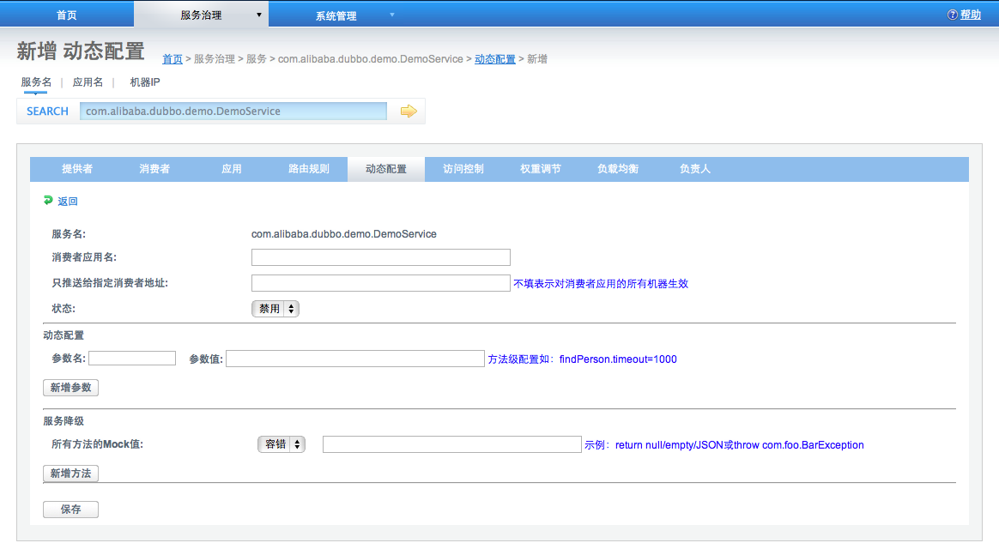 首页 服务治理 系统管理 帮助
新增 动态配置 首页 > 服务治理 > 服务 > com.alibaba.dubbo.demo.DemoService > 动态配置 > 新增
服务名 | 应用名 | 机器IP
SEARCH com.alibaba.dubbo.demo.DemoService
提供者 消费者 应用 路由规则 动态配置 访问控制 权重调节 负载均衡 负责人
返回
服务名: com.alibaba.dubbo.demo.DemoService
消费者应用名:
只推送给指定消费者地址: 不填表示对消费者应用的所有机器生效
状态: 禁用
动态配置
参数名: 参数值: 方法级配置如：findPerson.timeout=1000
新增参数
服务降级
所有方法的Mock值: 容错 示例：return null/empty/JSON或throw com.foo.BarException
新增方法
保存